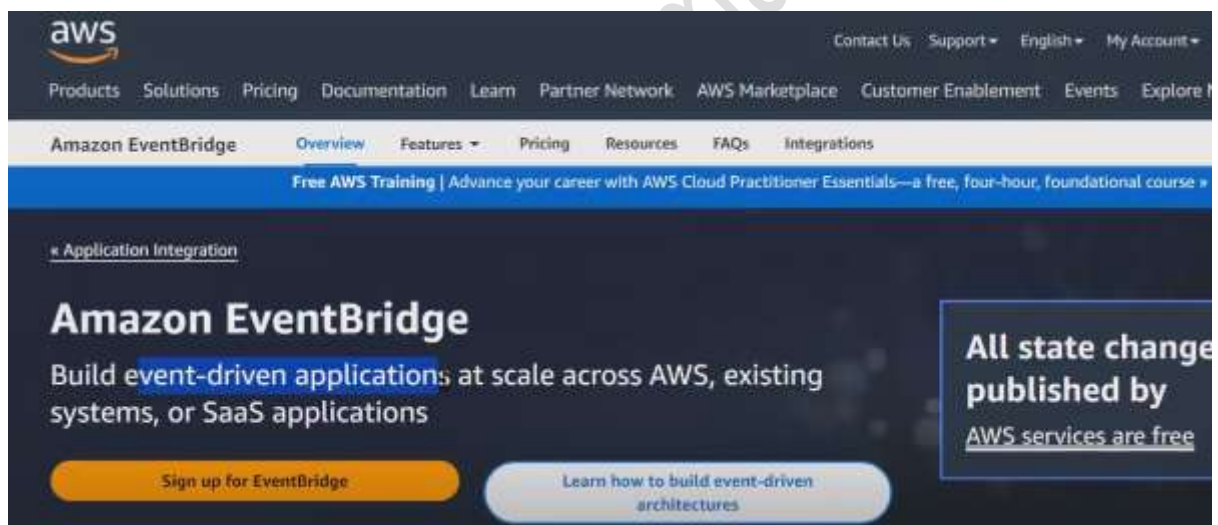 aws
Contact Us Support English My Account
Products Solutions Pricing Documentation Learn Partner Network AWS Marketplace Customer Enablement Events Explore
Amazon EventBridge Overview Features Pricing Resources FAQs Integrations
Free AWS Training | Advance your career with AWS Cloud Practitioner Essentials—a free, four-hour, foundational course »
« Application Integration
Amazon EventBridge
Build event-driven applications at scale across AWS, existing
systems, or SaaS applications
All state change
published by
AWS services are free
Sign up for EventBridge
Learn how to build event-driven
architectures